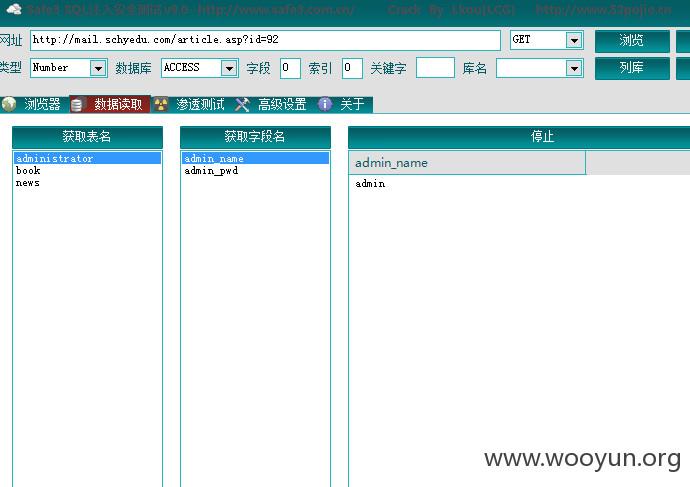 Safe3 SQL注入安全测试 v9.0--http://www.safe3.com.cn/ Crack By Lkou[LCG] http://www.52pojie.cn
网址 http://mail.schyedu.com/article.asp?id=92 GET 浏览
类型 Number 数据库 ACCESS 字段 0 索引 0 关键字 库名 列库
浏览器 数据读取 渗透测试 高级设置 关于
获取表名 获取字段名 停止
administrator admin_name admin_name
book admin_pwd admin
news
www.wooyun.org